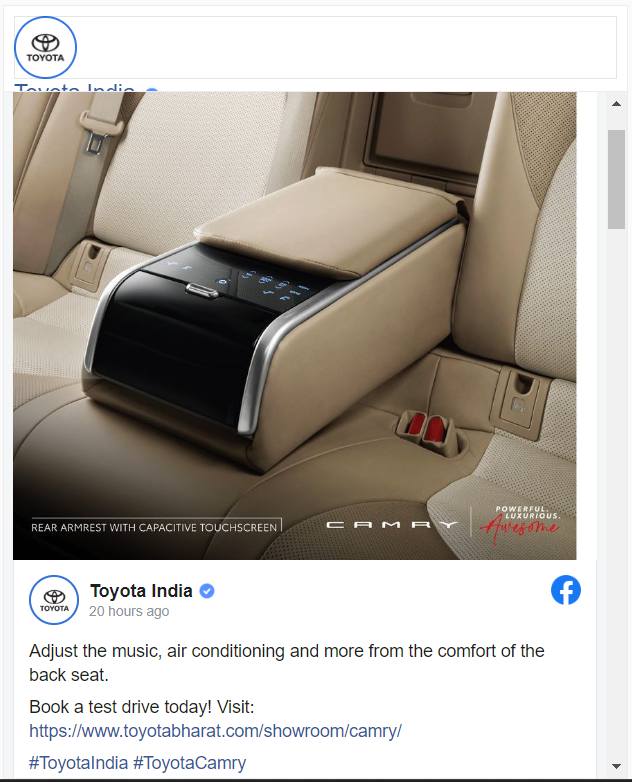 TOYOTA
Toyota India
REAR ARMREST WITH CAPACITIVE TOUCHSCREEN
CAMRY
POWERFUL.
LUXURIOUS.
Awesome
TOYOTA
Toyota India
20 hours ago
Adjust the music, air conditioning and more from the comfort of the
back seat.
Book a test drive today! Visit:
https://www.toyotabharat.com/showroom/camry/
#ToyotaIndia #ToyotaCamry